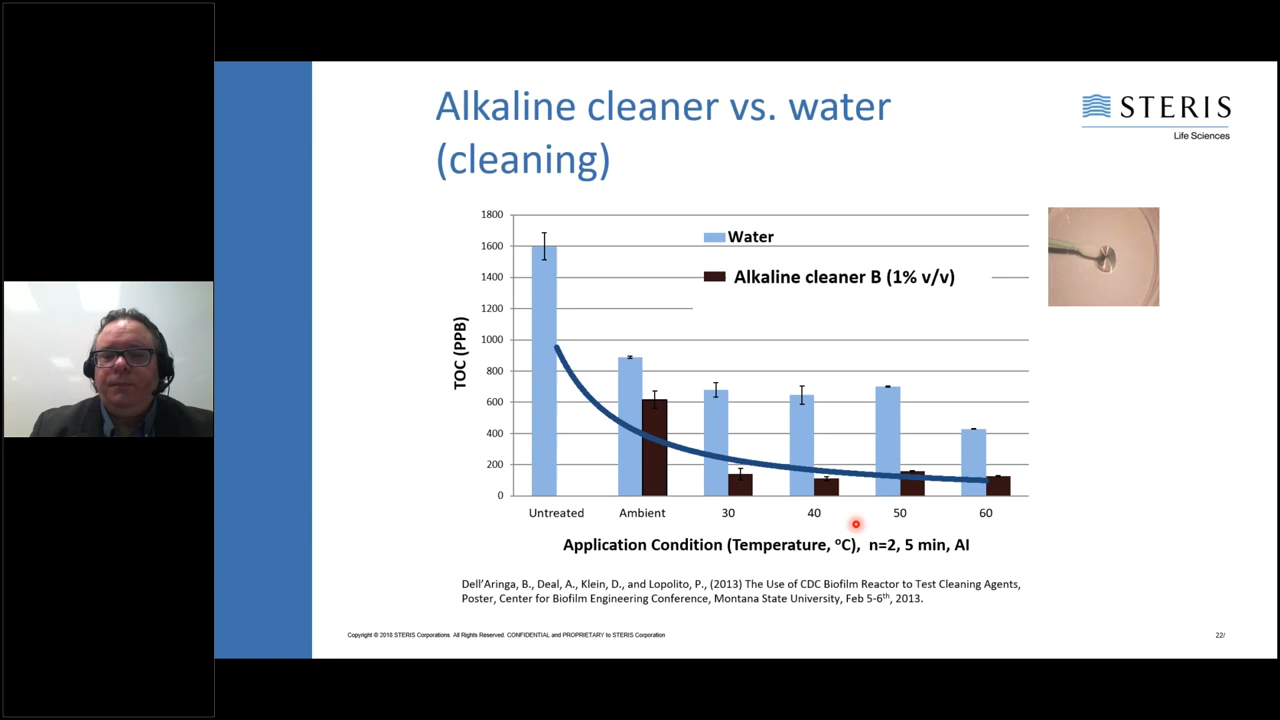 Alkaline cleaner vs. water
(cleaning)
STERIS
Life Sciences
1800
1600
1400
1200
1000
800
600
400
200
0
TOC (PPB)
Water
Alkaline cleaner B (1% v/v)
Untreated Ambient 30 40 50 60
Application Condition (Temperature, °C), n=2, 5 min, AI
Dell'Aringa, B., Deal, A., Klein, D., and Lopolito, P., (2013) The Use of CDC Biofilm Reactor to Test Cleaning Agents,
Poster, Center for Biofilm Engineering Conference, Montana State University, Feb 5-6th, 2013.
Copyright © 2018 STERIS Corporations. All Rights Reserved. CONFIDENTIAL and PROPRIETARY to STERIS Corporation
22/